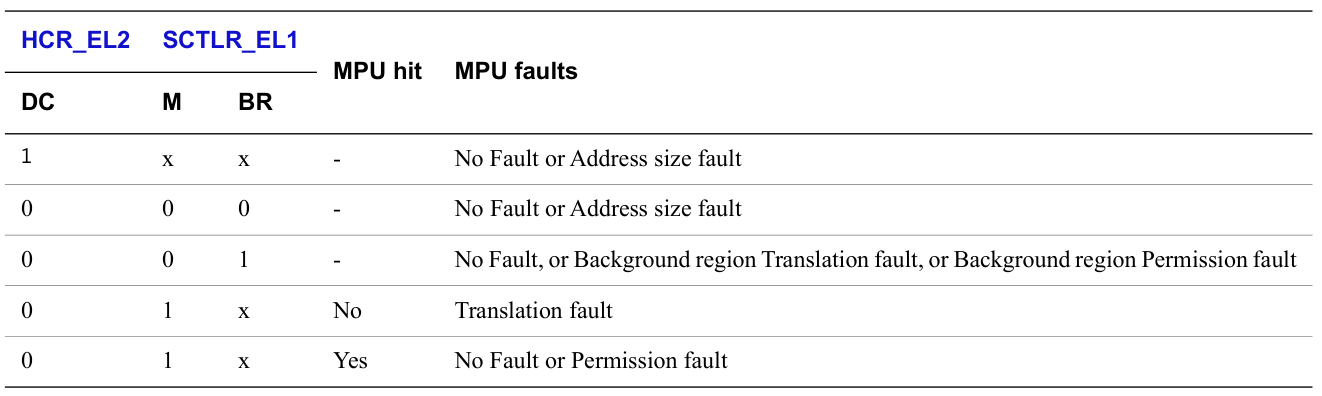 HCR_EL2 SCTLR_EL1 MPU hit MPU faults
DC M BR
1 x x - No Fault or Address size fault
0 0 0 - No Fault or Address size fault
0 0 1 - No Fault, or Background region Translation fault, or Background region Permission fault
0 1 x No Translation fault
0 1 x Yes No Fault or Permission fault